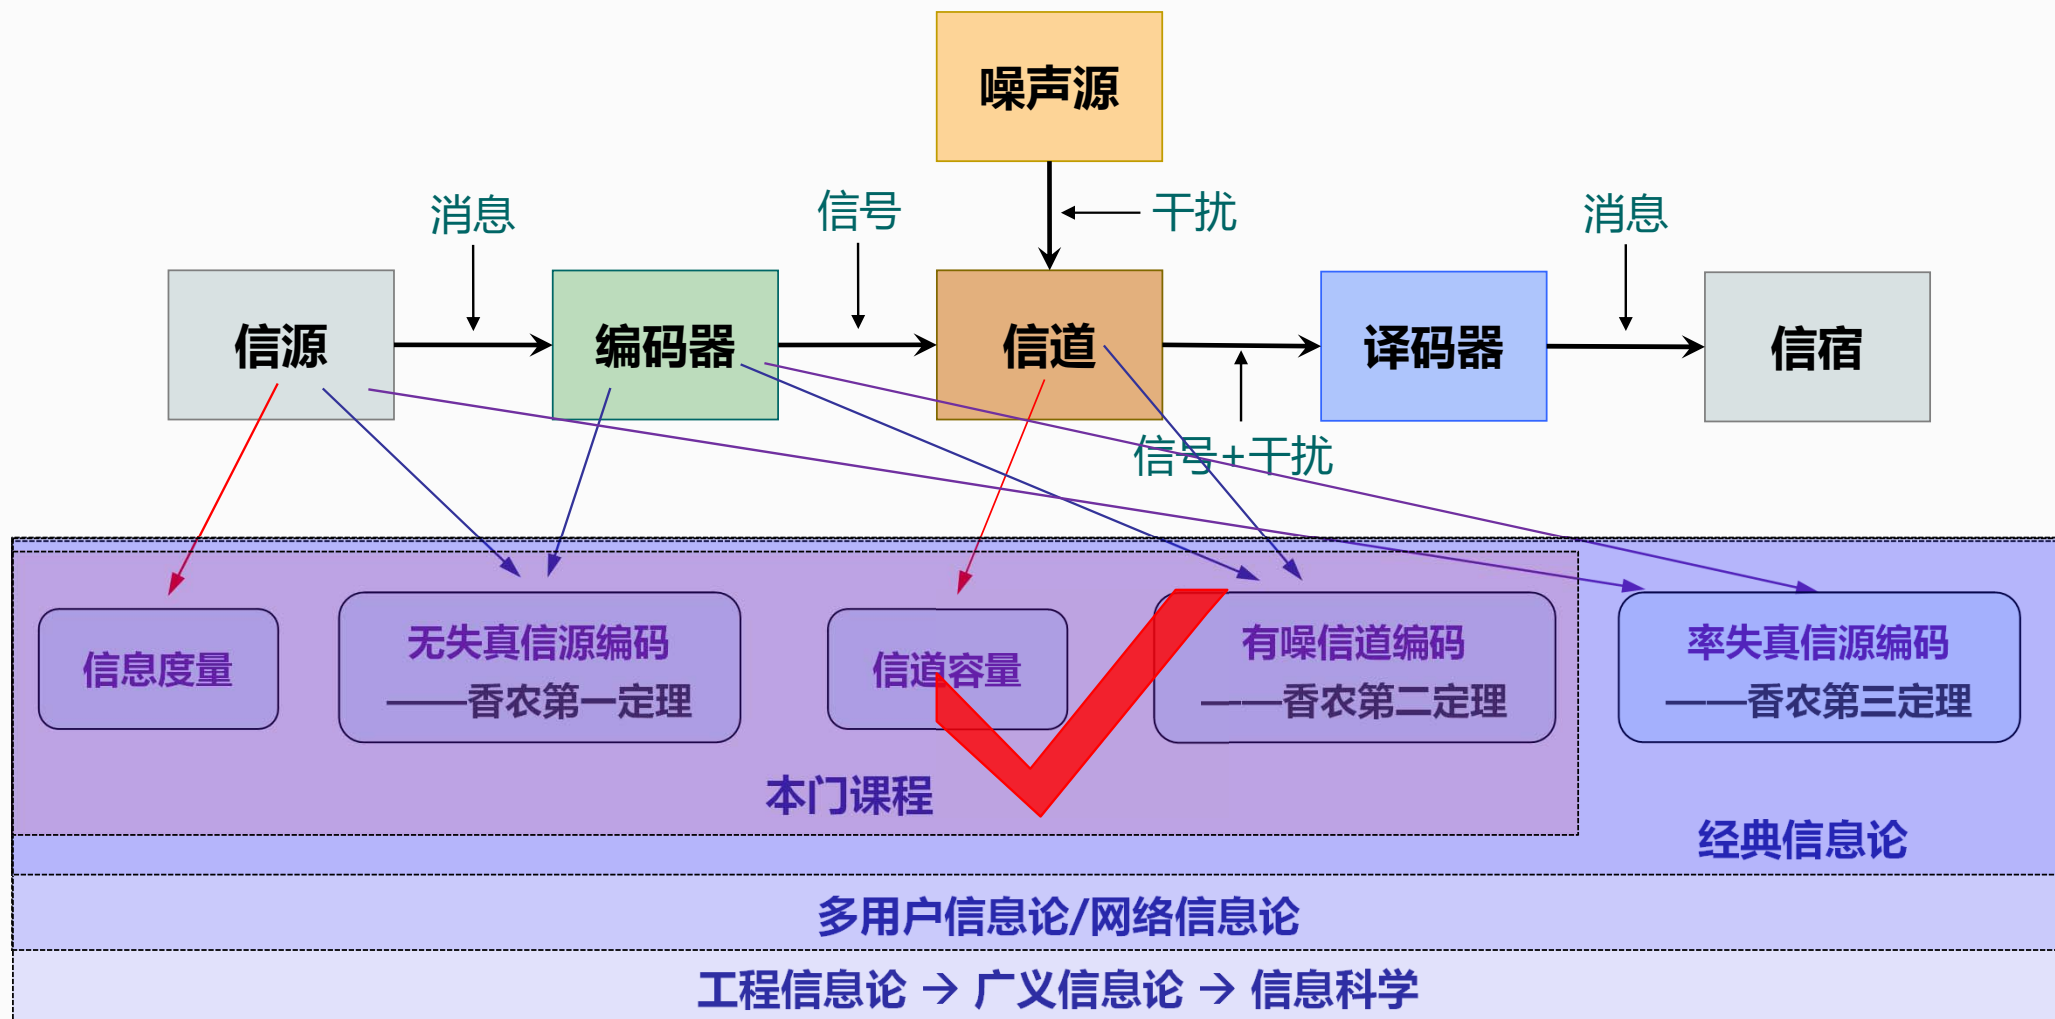 噪声源
消息
信号
干扰
消息
信源
编码器
信道
译码器
信宿
信号+干扰
信息度量
无失真信源编码
——香农第一定理
信道容量
有噪信道编码
——香农第二定理
率失真信源编码
——香农第三定理
本门课程
经典信息论
多用户信息论/网络信息论
工程信息论 → 广义信息论 → 信息科学